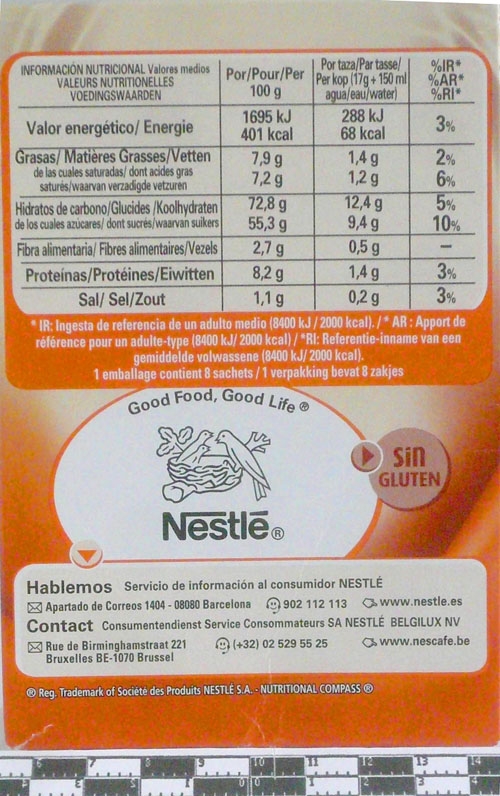 INFORMACIÓN NUTRICIONAL Valores medios
VALEURS NUTRITIONELLES
VOEDINGSWAARDEN
Por/Pour/Per
100 g
Por taza/Par tasse/
Per kop (17g + 150 ml
agua/eau/water)
%IR*
%AR*
%RI*
Valor energético/ Energie
1695 kJ
401 kcal
288 kJ
68 kcal
3%
Grasas/ Matières Grasses/Vetten 7,9 g 1,4 g 2%
de las cuales saturadas/ dont acides gras
saturés/waarvan verzadigde vetzuren
7,2 g 1,2 g 6%
Hidratos de carbono/Glucides /Koolhydraten 72,8 g 12,4 g 5%
de los cuales azúcares/ dont sucres/waarvan suikers 55,3 g 9,4 g 10%
Fibra alimentaria/ Fibres alimentaires/Vezels 2,7 g 0,5 g –
Proteínas/Protéines/Eiwitten 8,2 g 1,4 g 3%
Sal/ Sel/Zout 1,1 g 0,2 g 3%
* IR: Ingesta de referencia de un adulto medio (8400 kJ / 2000 kcal). / * AR : Apport de
référence pour un adulte-type (8400 kJ/ 2000 kcal) / *RI: Referentie-inname van een
gemiddelde volwassene (8400 kJ/ 2000 kcal).
1 emballage contient 8 sachets / 1 verpakking bevat 8 zakjes
Good Food, Good Life ®
Nestlé®
Sin
GLUTEN
Hablemos Servicio de información al consumidor NESTLÉ
Apartado de Correos 1404 - 08080 Barcelona 902 112 113 www.nestle.es
Contact Consumentendienst Service Consommateurs SA NESTLÉ BELGILUX NV
Rue de Birminghamstraat 221 (+32) 02 529 55 25 www.nescafe.be
Bruxelles BE-1070 Brussel
® Reg. Trademark of Société des Produits NESTLÉ S.A. - NUTRITIONAL COMPASS ®
6 7 8 9 10 11 12 13 14